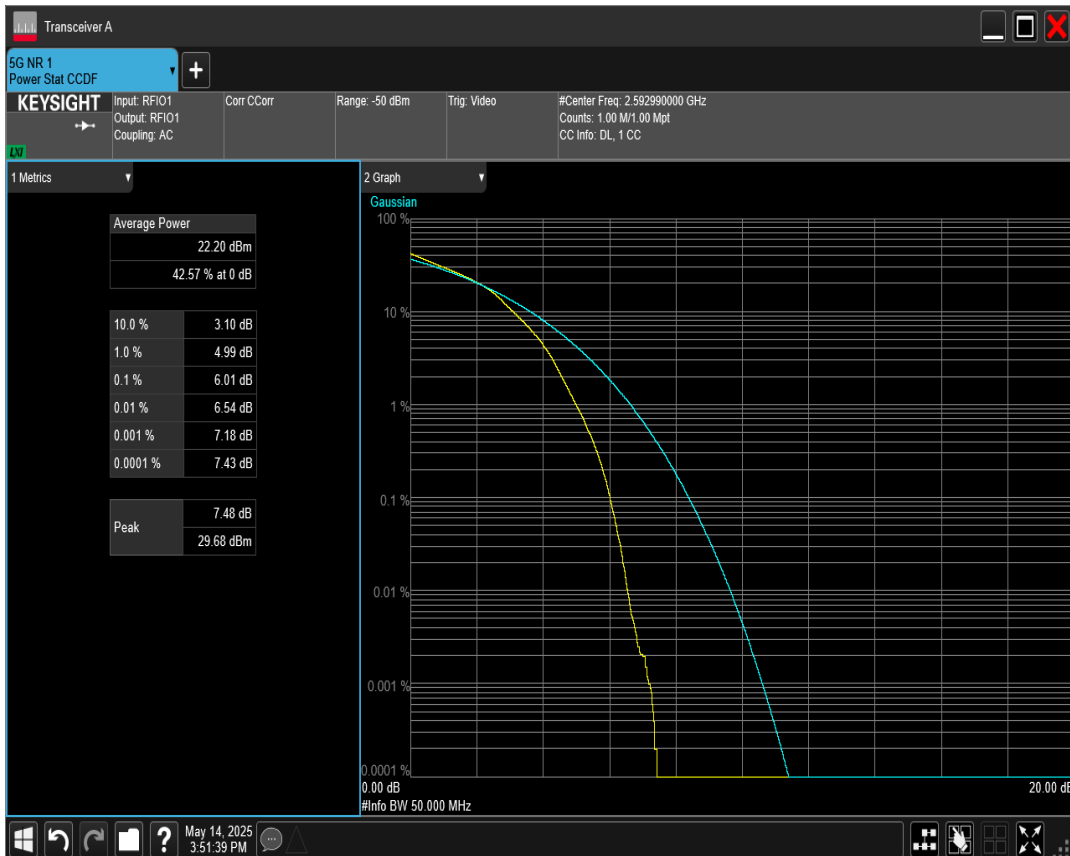 Transceiver A
5G NR 1
Power Stat CCDF
KEYSIGHT
LXI
Input: RFIO1
Output: RFIO1
Coupling: AC
Corr CCorr
Range: -50 dBm
Trig: Video
#Center Freq: 2.592990000 GHz
Counts: 1.00 M/1.00 Mpt
CC Info: DL, 1 CC
1 Metrics
Average Power
22.20 dBm
42.57 % at 0 dB
10.0 % 3.10 dB
1.0 % 4.99 dB
0.1 % 6.01 dB
0.01 % 6.54 dB
0.001 % 7.18 dB
0.0001 % 7.43 dB
Peak
7.48 dB
29.68 dBm
2 Graph
Gaussian
100 %
10 %
1 %
0.1 %
0.01 %
0.001 %
0.0001 %
0.00 dB 20.00 dB
#Info BW 50.000 MHz
?
May 14, 2025
3:51:39 PM